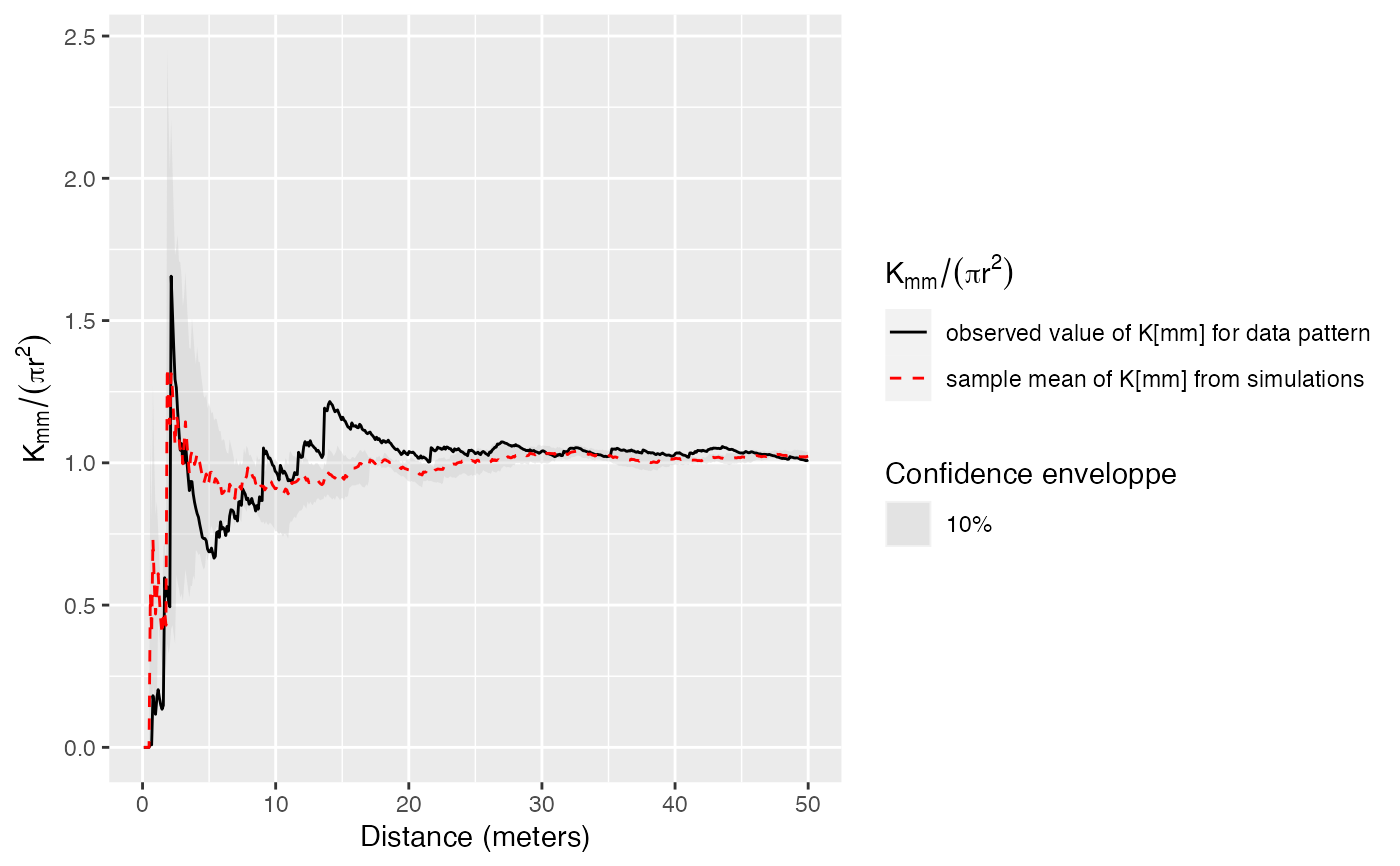 2.5
2.0
1.5
1.0
0.5
0.0
K_mm/(πr²)
0 10 20 30 40 50
Distance (meters)
K_mm/(πr²)
observed value of K[mm] for data pattern
sample mean of K[mm] from simulations
Confidence enveloppe
10%